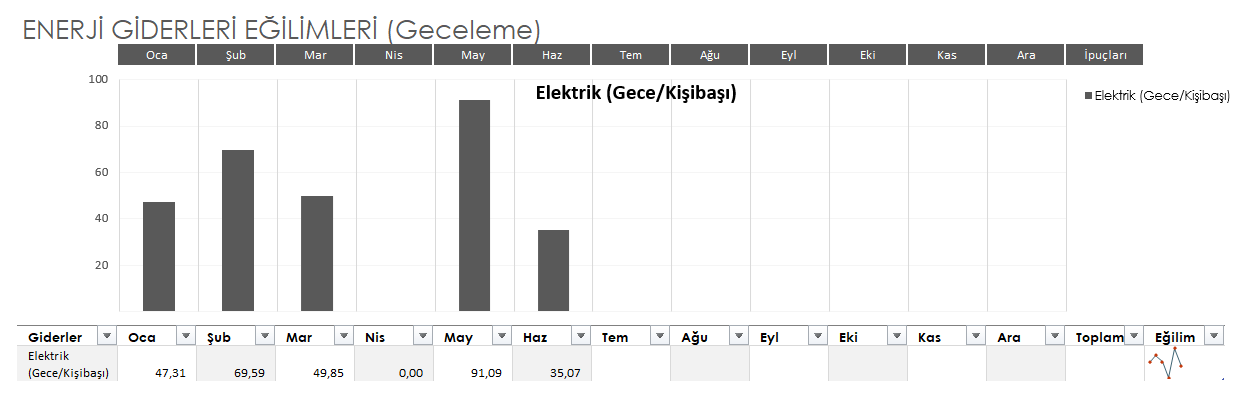 ENERJİ GİDERLERİ EĞİLİMLERİ (Geceleme)
Oca Şub Mar Nis May Haz Tem Ağu Eyl Eki Kas Ara İpuçları
Elektrik (Gece/Kişibaşı)
Elektrik (Gece/Kişibaşı)
100
80
60
40
20
Giderler Oca Şub Mar Nis May Haz Tem Ağu Eyl Eki Kas Ara Toplam Eğilim
Elektrik
(Gece/Kişibaşı) 47,31 69,59 49,85 0,00 91,09 35,07